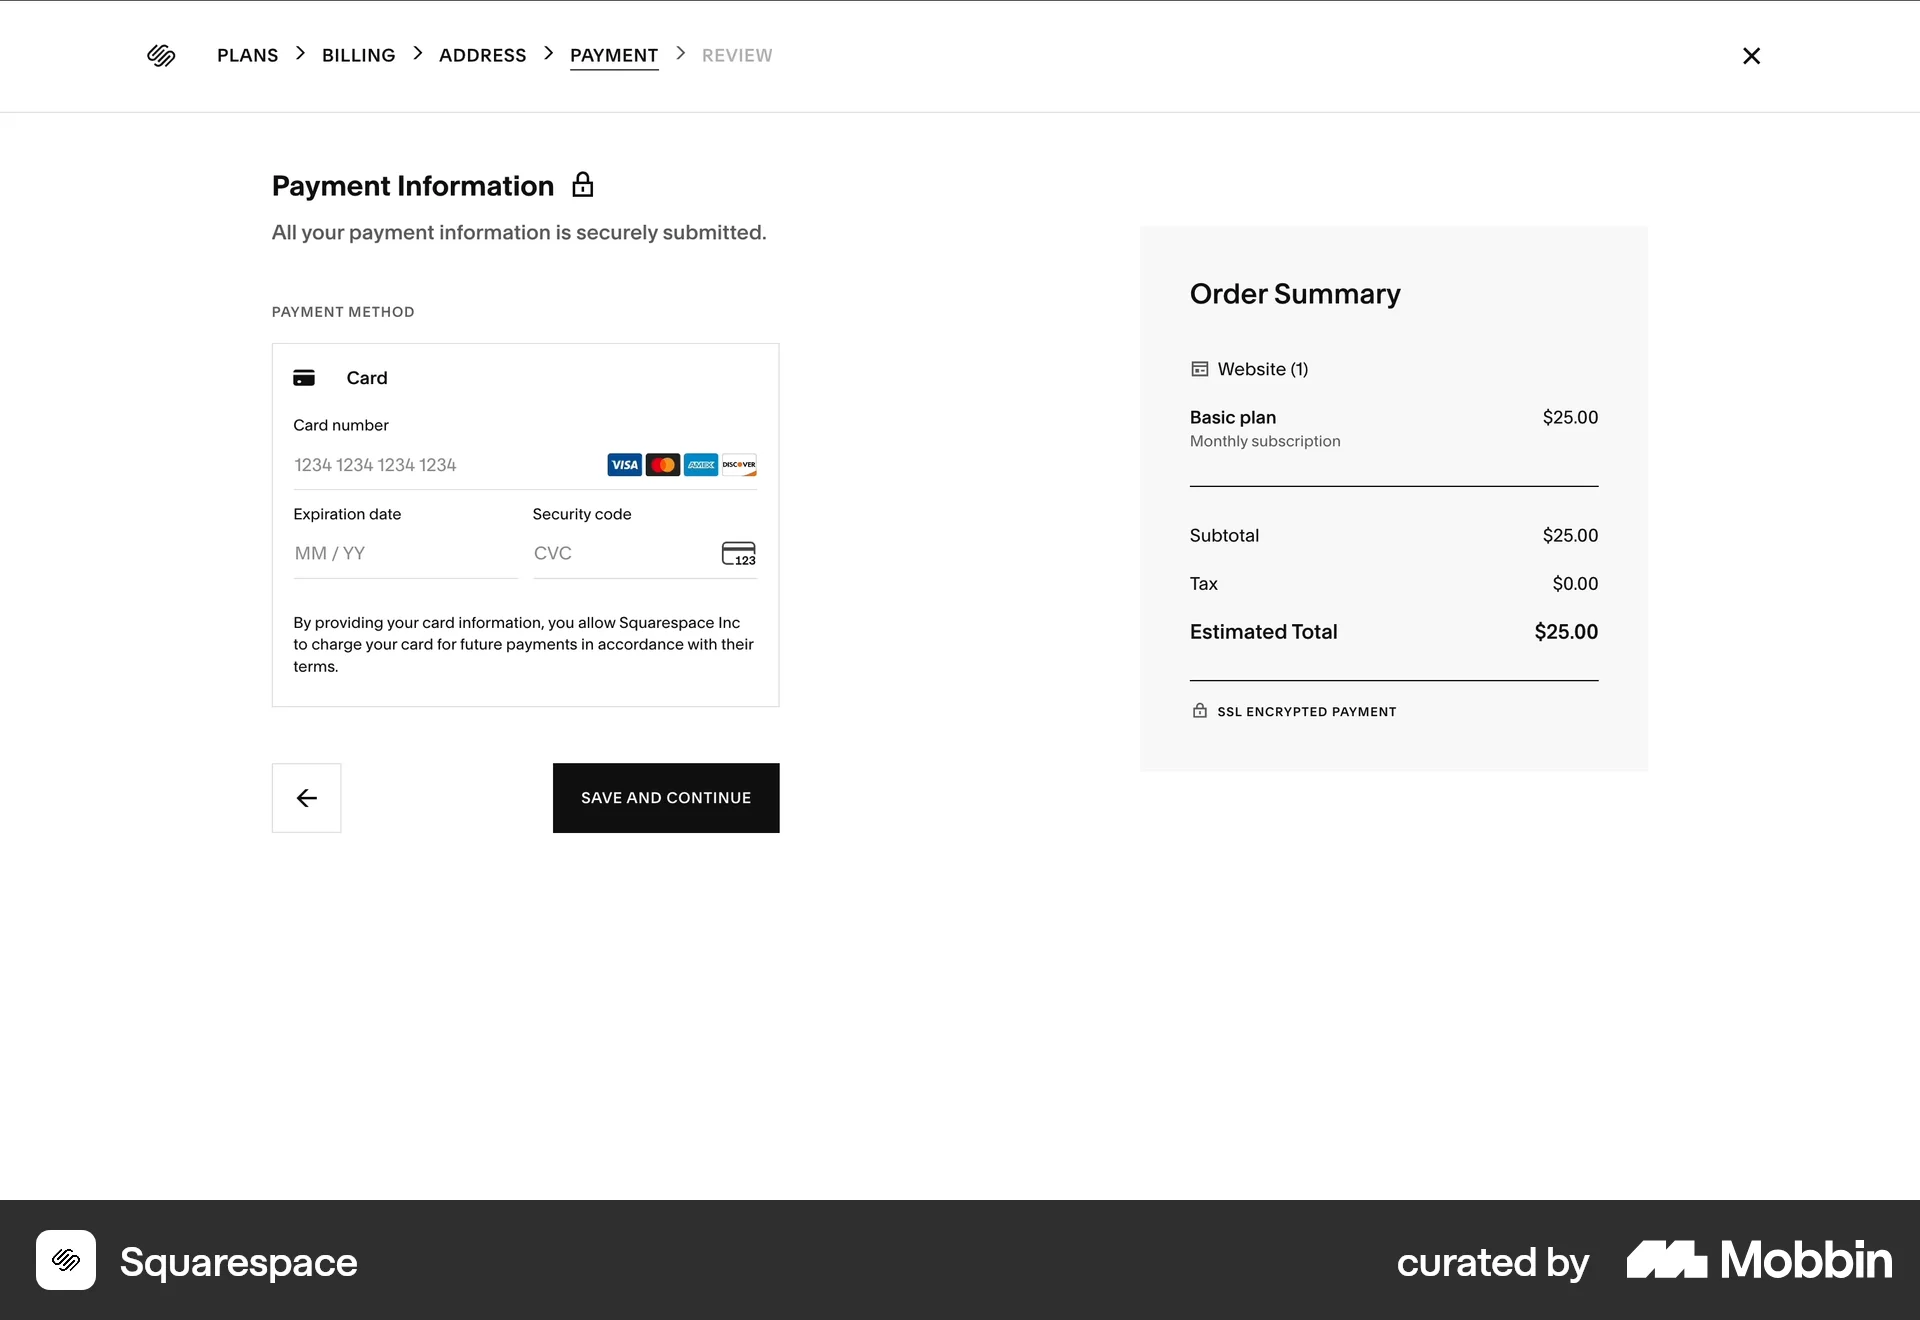 PLANS > BILLING > ADDRESS > PAYMENT > REVIEW
Payment Information
All your payment information is securely submitted.
PAYMENT METHOD
Card
Card number
1234 1234 1234 1234 VISA AMEX DISCOVER
Expiration date Security code
MM / YY CVC 123
By providing your card information, you allow Squarespace Inc
to charge your card for future payments in accordance with their
terms.
SAVE AND CONTINUE
Order Summary
Website (1)
Basic plan $25.00
Monthly subscription
Subtotal $25.00
Tax $0.00
Estimated Total $25.00
SSL ENCRYPTED PAYMENT
Squarespace
curated by Mobbin